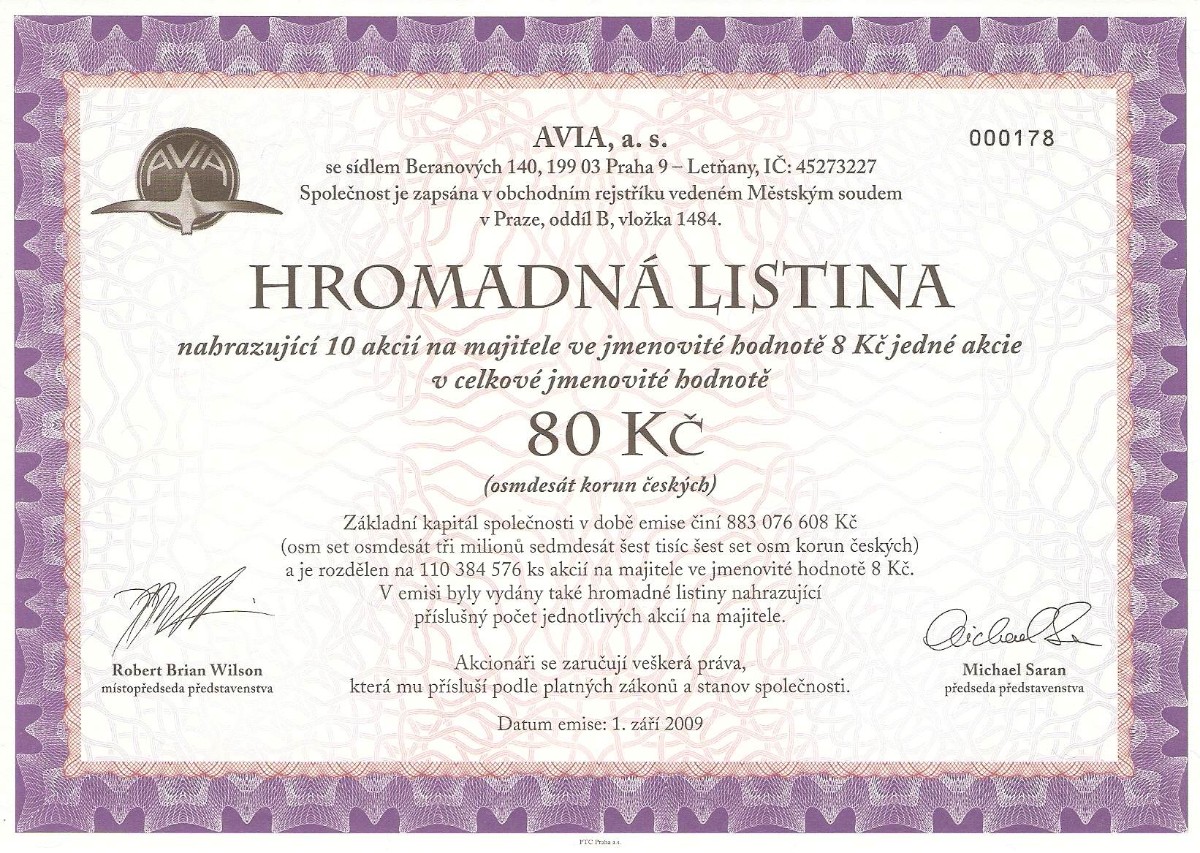 AVIA
AVIA, a. s.
000178
se sídlem Beranových 140, 199 03 Praha 9 – Letňany, IČ: 45273227
Společnost je zapsána v obchodním rejstříku vedeném Městským soudem
v Praze, oddíl B, vložka 1484.
HROMADNÁ LISTINA
nahrazující 10 akcií na majitele ve jmenovité hodnotě 8 Kč jedné akcie
v celkové jmenovité hodnotě
80 Kč
(osmdesát korun českých)
Základní kapitál společnosti v době emise činí 883 076 608 Kč
(osm set osmdesát tři milionů sedmdesát šest tisíc šest set osm korun českých)
a je rozdělen na 110 384 576 ks akcií na majitele ve jmenovité hodnotě 8 Kč.
V emisi byly vydány také hromadné listiny nahrazující
příslušný počet jednotlivých akcií na majitele.
Robert Brian Wilson
místopředseda představenstva
Akcionáři se zaručují veškerá práva,
která mu přísluší podle platných zákonů a stanov společnosti.
Michael Saran
předseda představenstva
Datum emise: 1. září 2009
PTC Praha a.s.